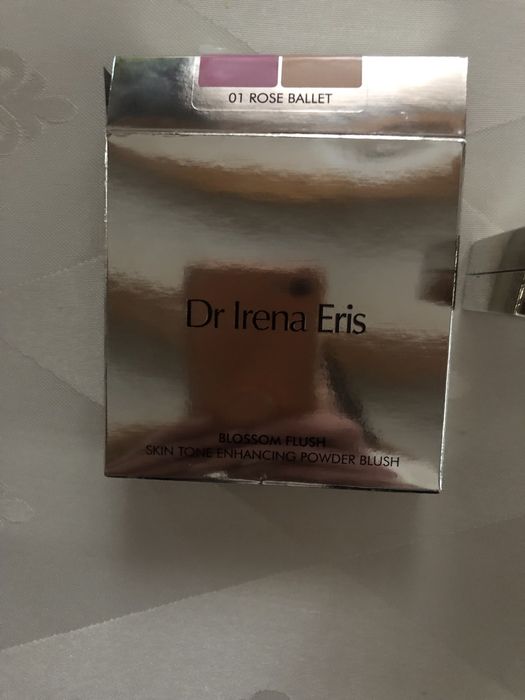 01 ROSE BALLET
Dr Irena Eris
BLOSSOM FLUSH
SKIN TONE ENHANCING POWDER BLUSH